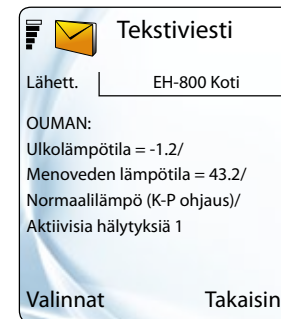 Tekstiviesti
Lähett. EH-800 Koti
OUMAN:
Ulkolämpötila = -1.2/
Menoveden lämpötila = 43.2/
Normaalilämpö (K-P ohjaus)/
Aktiivisia hälytyksiä 1
Valinnat Takaisin